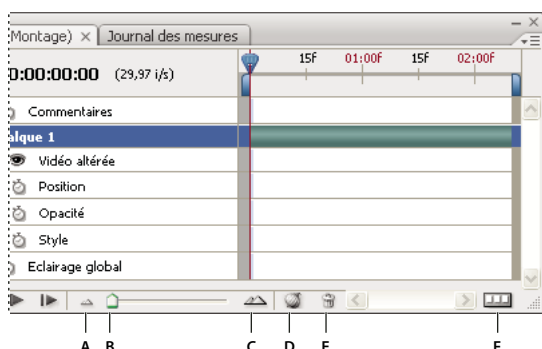 Montage) × Journal des mesures
0:00:00:00 (29,97 i/s)
15f 01:00f 15f 02:00f
Commentaires
alque 1
Vidéo altérée
Position
Opacité
Style
Eclairage global
A B C D E F